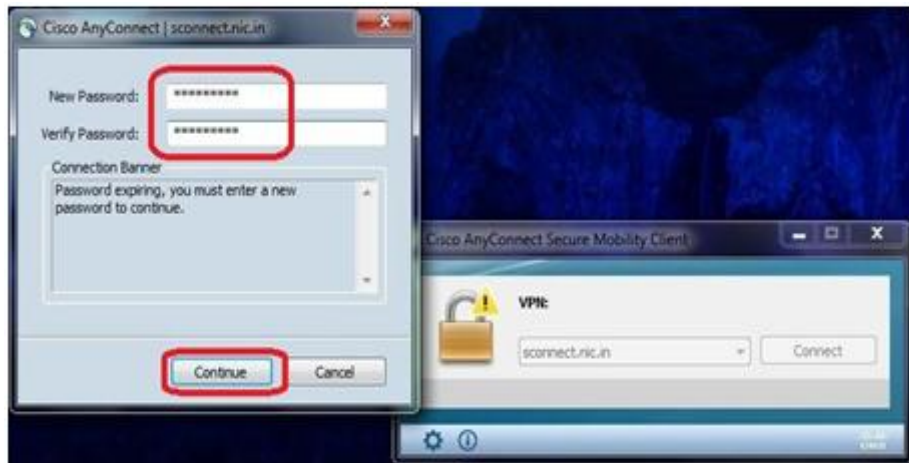 Cisco AnyConnect | sconnect.nic.in
New Password:
*********
Verify Password:
*********
Connection Banner
Password expiring, you must enter a new
password to continue.
Continue
Cancel
Cisco AnyConnect Secure Mobility Client
VPN:
sconnect.nic.in
Connect
CISCO